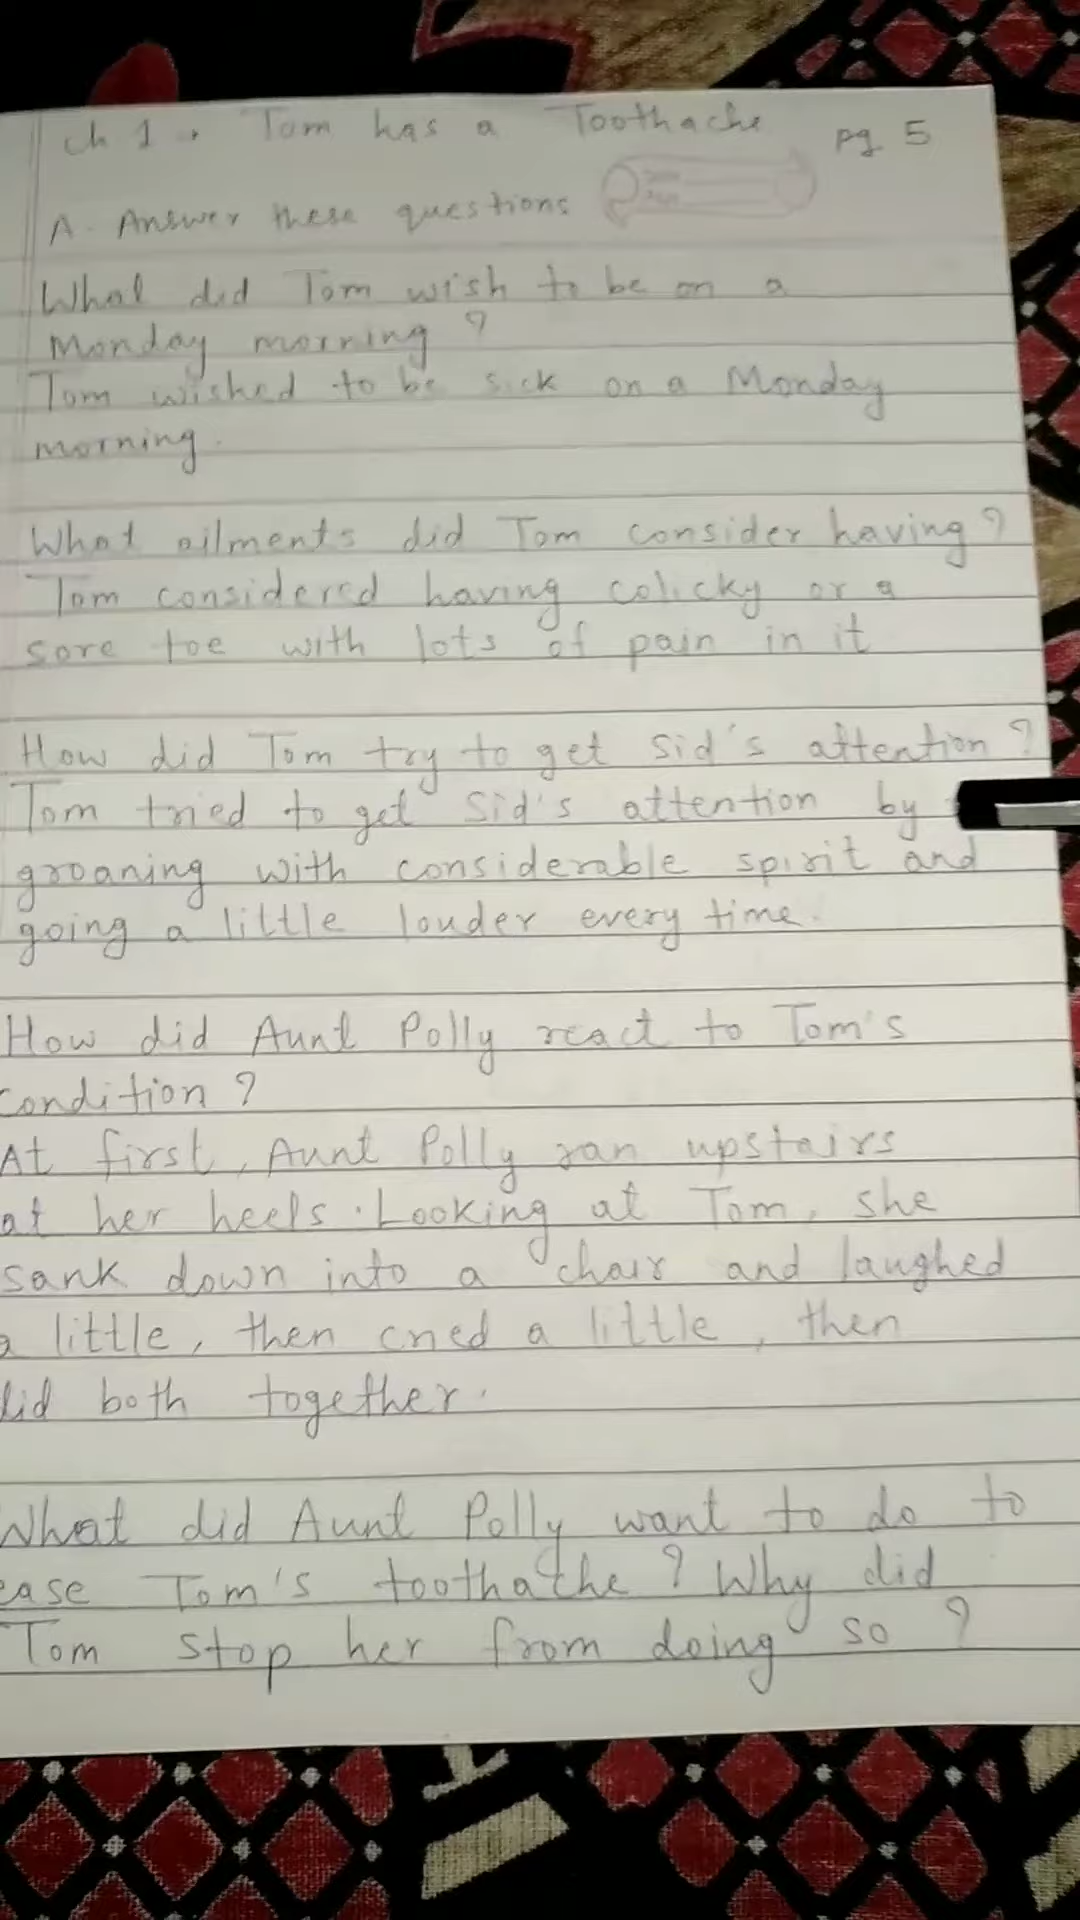 ch 1. Tom has a Toothache pg 5
A. Answer these questions
What did Tom wish to be on a
Monday morning?
Tom wished to be sick on a Monday
morning.
What ailments did Tom consider having?
Tom considered having colicky or a
sore toe with lots of pain in it
How did Tom try to get Sid's attention?
Tom tried to get Sid's attention by
groaning with considerable spirit and
going a little louder every time.
How did Aunt Polly react to Tom's
condition?
At first, Aunt Polly ran upstairs
at her heels. Looking at Tom, she
sank down into a chair and laughed
a little, then cried a little, then
did both together.
What did Aunt Polly want to do to
ease Tom's toothache? Why did
Tom stop her from doing so?